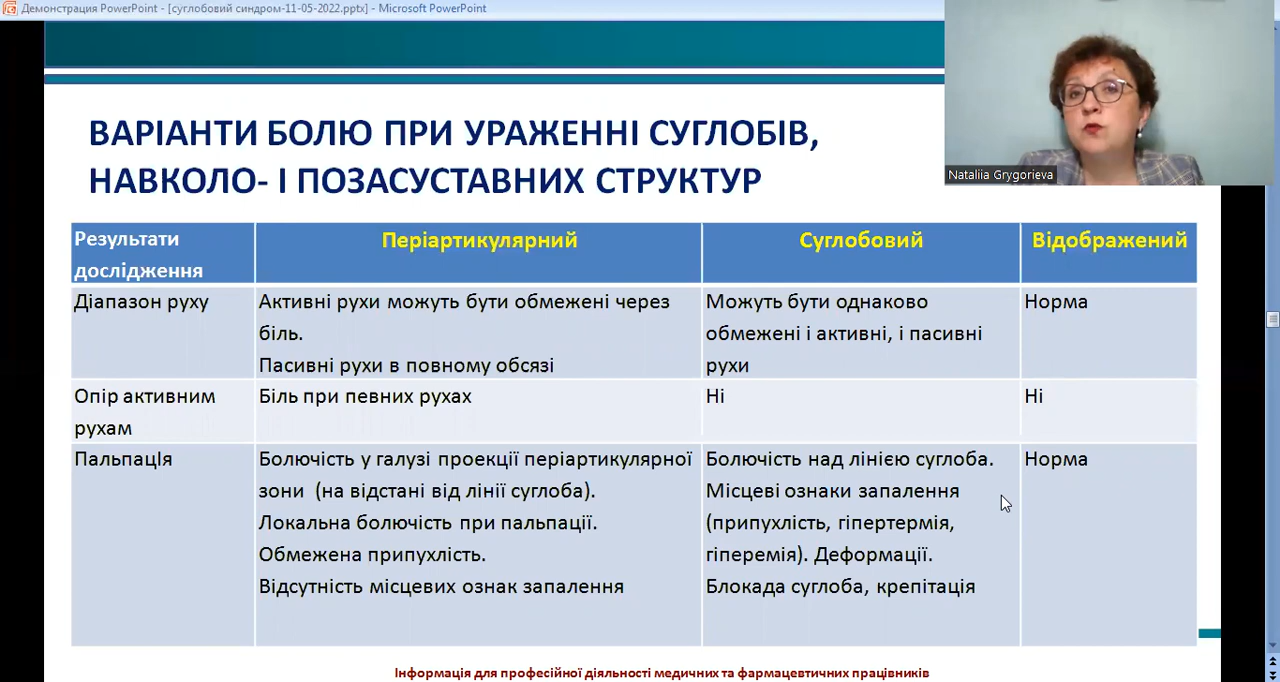 Демонстрация PowerPoint - [суглобовий синдром-11-05-2022.pptx] - Microsoft PowerPoint
Nataliia Grygorieva
ВАРІАНТИ БОЛЮ ПРИ УРАЖЕННІ СУГЛОБІВ,
НАВКОЛО- І ПОЗАСУСТАВНИХ СТРУКТУР
Результати
дослідження
Періартикулярний
Суглобовий
Відображений
Діапазон руху
Активні рухи можуть бути обмежені через
біль.
Пасивні рухи в повному обсязі
Можуть бути однаково
обмежені і активні, і пасивні
рухи
Норма
Опір активним
рухам
Біль при певних рухах
Ні
Ні
ПальпацІя
Болючість у галузі проекції періартикулярної
зони (на відстані від лінії суглоба).
Локальна болючість при пальпації.
Обмежена припухлість.
Відсутність місцевих ознак запалення
Болючість над лінією суглоба.
Місцеві ознаки запалення
(припухлість, гіпертермія,
гіперемія). Деформації.
Блокада суглоба, крепітація
Норма
Інформація для професійної діяльності медичних та фармацевтичних працівників